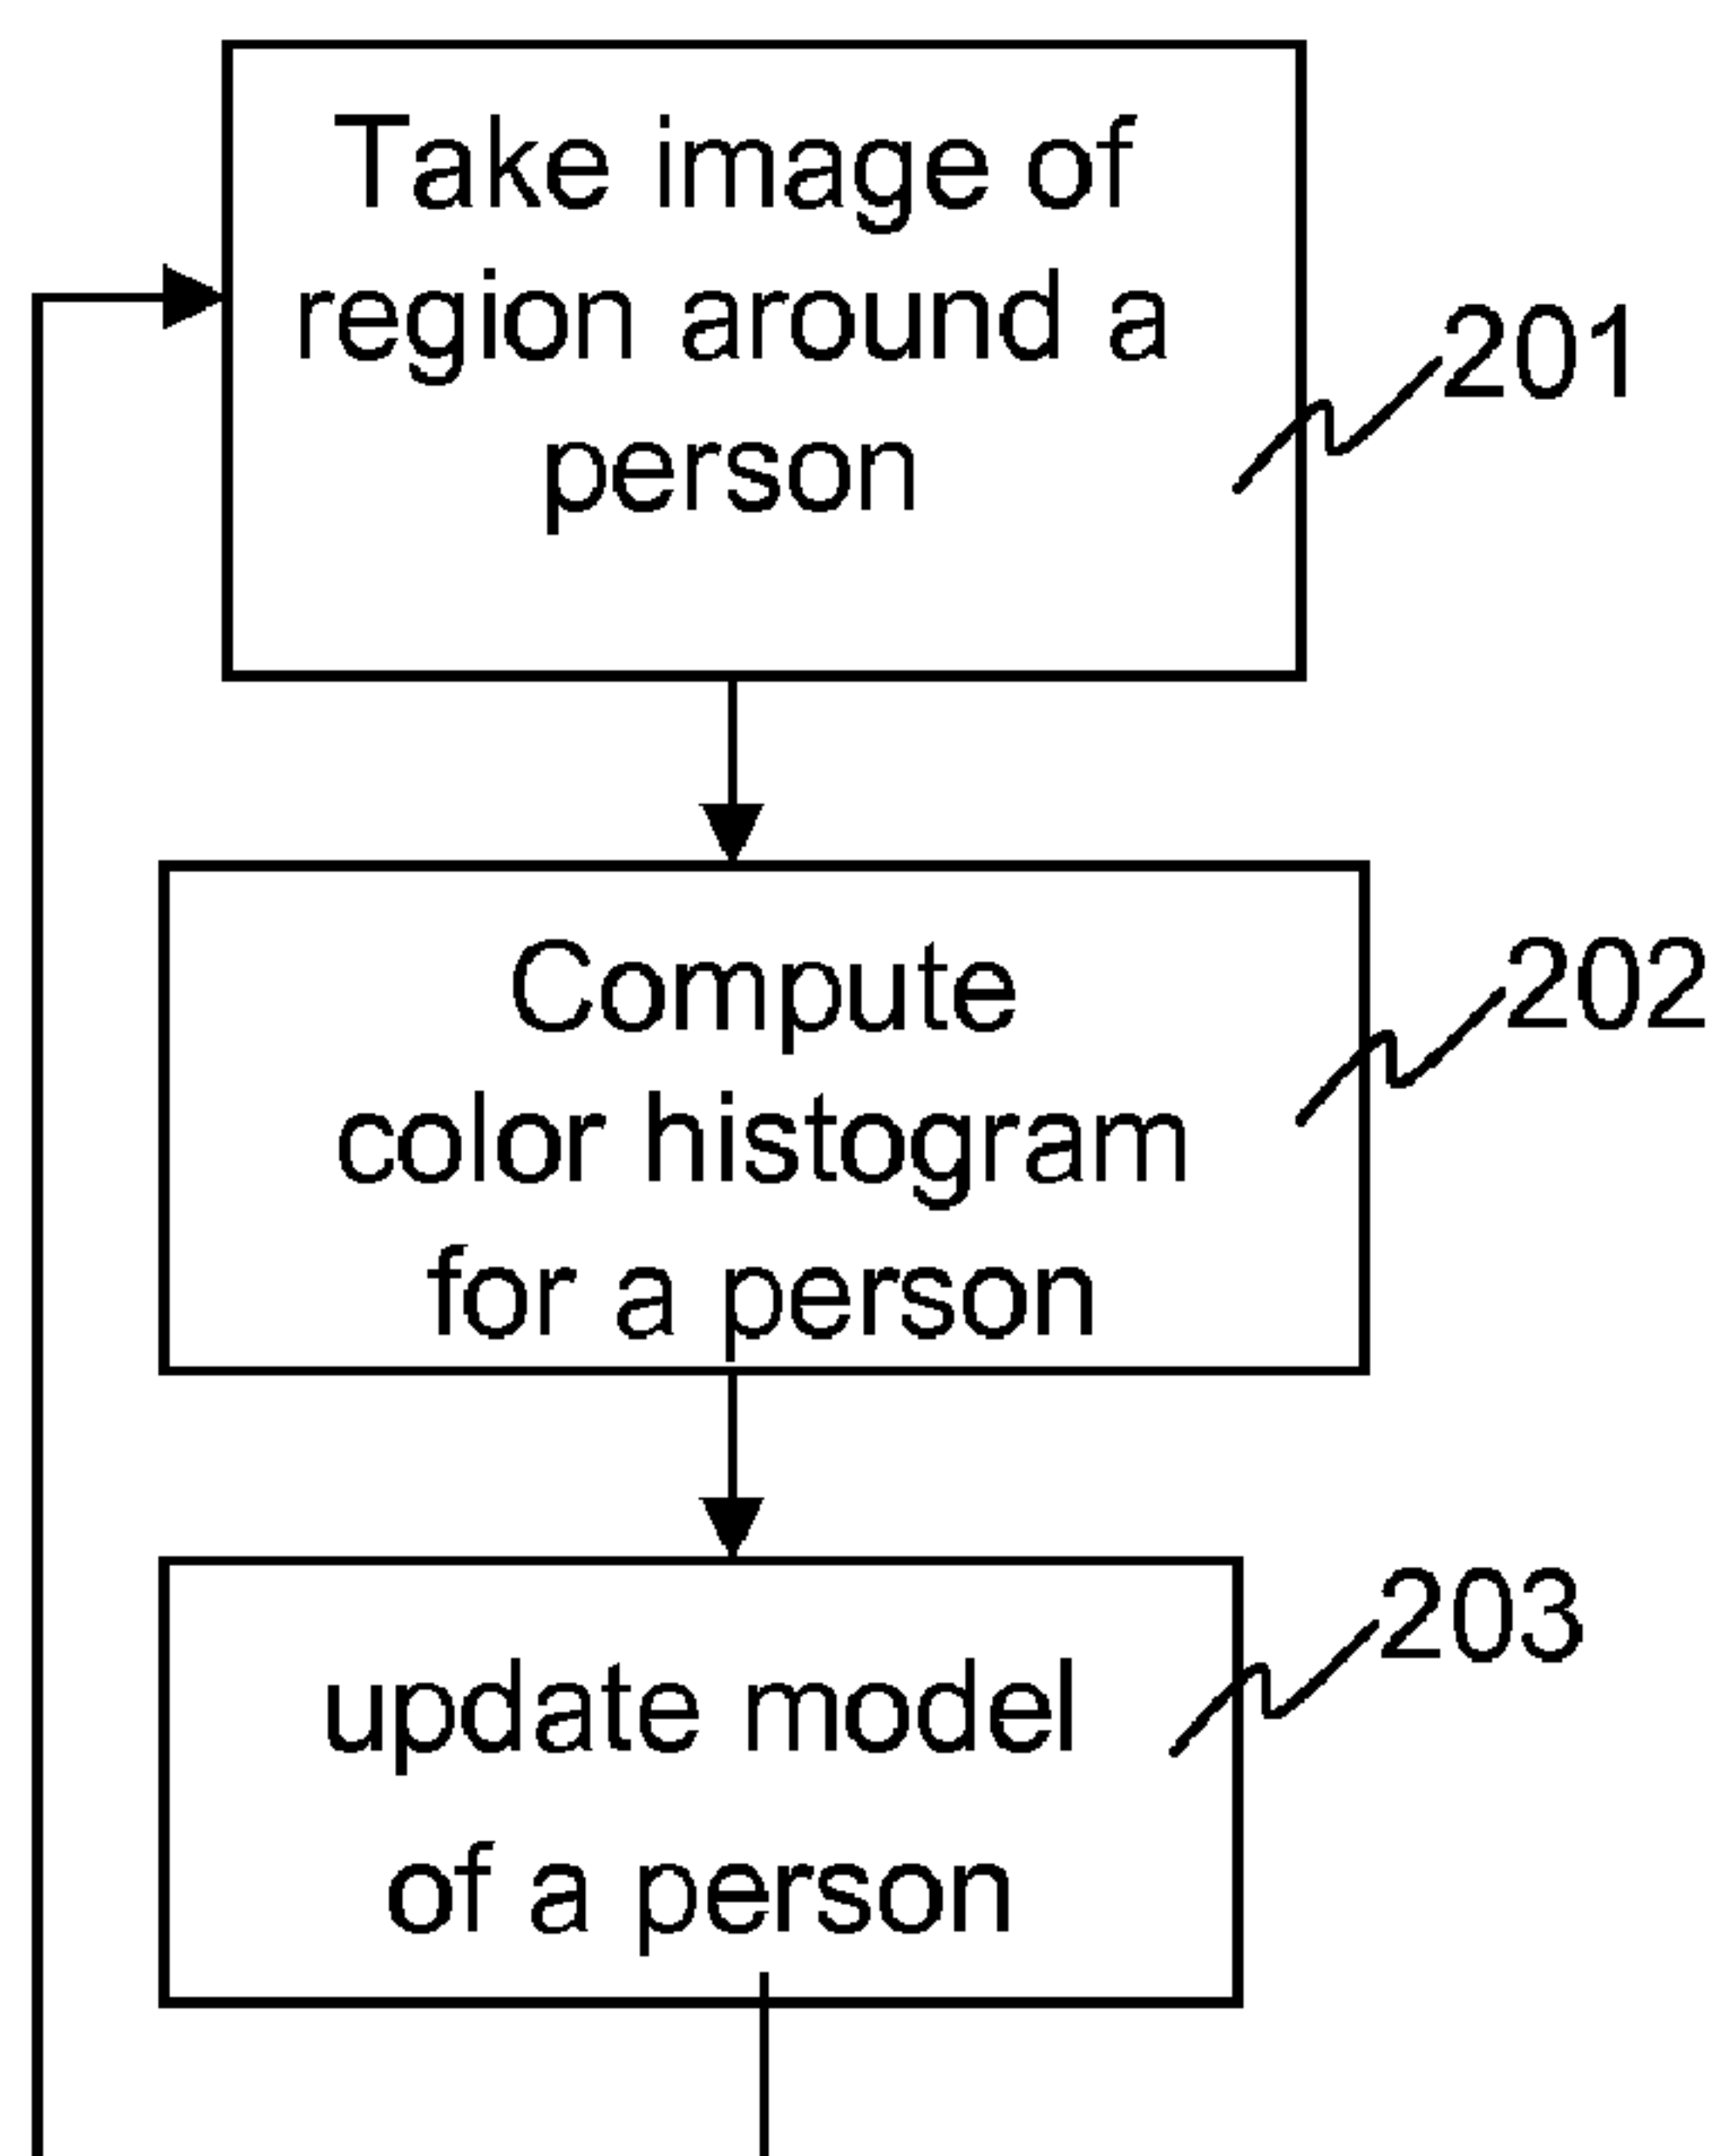 Take image of
region around a
person
201
Compute
color histogram
for a person
202
update model
of a person
203